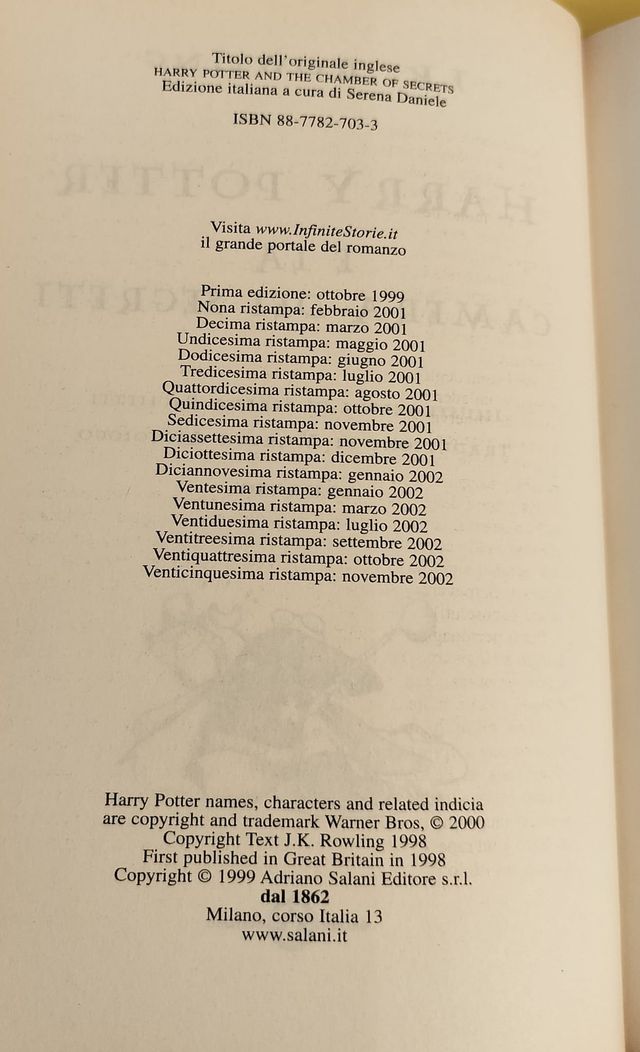 Titolo dell'originale inglese
HARRY POTTER AND THE CHAMBER OF SECRETS
Edizione italiana a cura di Serena Daniele
ISBN 88-7782-703-3
Visita www.InfiniteStorie.it
il grande portale del romanzo
Prima edizione: ottobre 1999
Nona ristampa: febbraio 2001
Decima ristampa: marzo 2001
Undicesima ristampa: maggio 2001
Dodicesima ristampa: giugno 2001
Tredicesima ristampa: luglio 2001
Quattordicesima ristampa: agosto 2001
Quindicesima ristampa: ottobre 2001
Sedicesima ristampa: novembre 2001
Diciassettesima ristampa: novembre 2001
Diciottesima ristampa: dicembre 2001
Diciannovesima ristampa: gennaio 2002
Ventesima ristampa: gennaio 2002
Ventunesima ristampa: marzo 2002
Ventiduesima ristampa: luglio 2002
Ventitreesima ristampa: settembre 2002
Ventiquattresima ristampa: ottobre 2002
Venticinquesima ristampa: novembre 2002
Harry Potter names, characters and related indicia
are copyright and trademark Warner Bros, © 2000
Copyright Text J.K. Rowling 1998
First published in Great Britain in 1998
Copyright © 1999 Adriano Salani Editore s.r.l.
dal 1862
Milano, corso Italia 13
www.salani.it